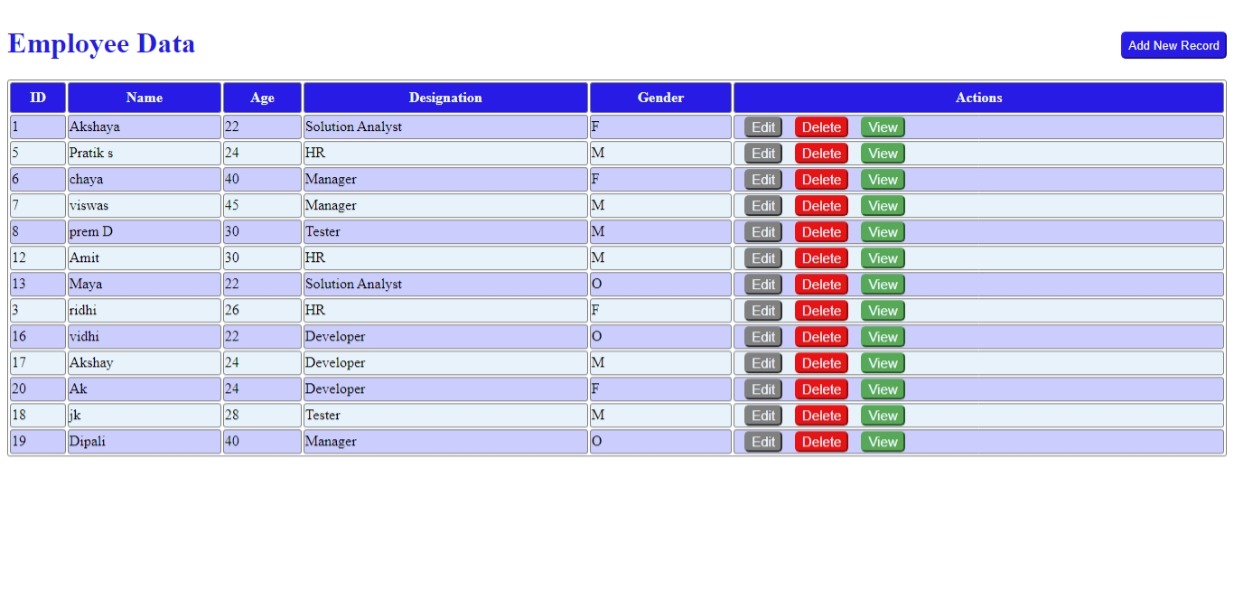 Employee Data
Add New Record
ID Name Age Designation Gender Actions
1 Akshaya 22 Solution Analyst F Edit Delete View
5 Pratik s 24 HR M Edit Delete View
6 chaya 40 Manager F Edit Delete View
7 viswas 45 Manager M Edit Delete View
8 prem D 30 Tester M Edit Delete View
12 Amit 30 HR M Edit Delete View
13 Maya 22 Solution Analyst O Edit Delete View
3 ridhi 26 HR F Edit Delete View
16 vidhi 22 Developer O Edit Delete View
17 Akshay 24 Developer M Edit Delete View
20 Ak 24 Developer F Edit Delete View
18 jk 28 Tester M Edit Delete View
19 Dipali 40 Manager O Edit Delete View